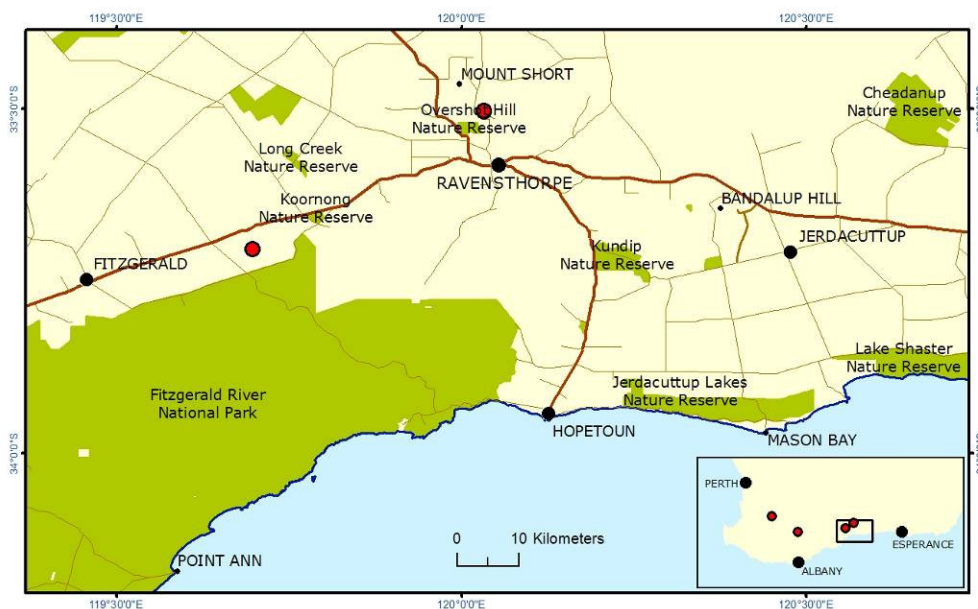 119°30'0"E
120°0'0"E
120°30'0"E
33°30'0"S
34°0'0"S
MOUNT SHORT
Overshot Hill
Nature Reserve
Cheadanup
Nature Reserve
Long Creek
Nature Reserve
RAVENSTHORPE
Koornong
Nature Reserve
BANDALUP HILL
FITZGERALD
Kundip
Nature Reserve
JERDACUTTUP
Lake Shaster
Nature Reserve
Fitzgerald River
National Park
Jerdacuttup Lakes
Nature Reserve
HOPETOUN
MASON BAY
POINT ANN
0 10 Kilometers
PERTH
ESPERANCE
ALBANY
119°30'0"E
120°0'0"E
120°30'0"E